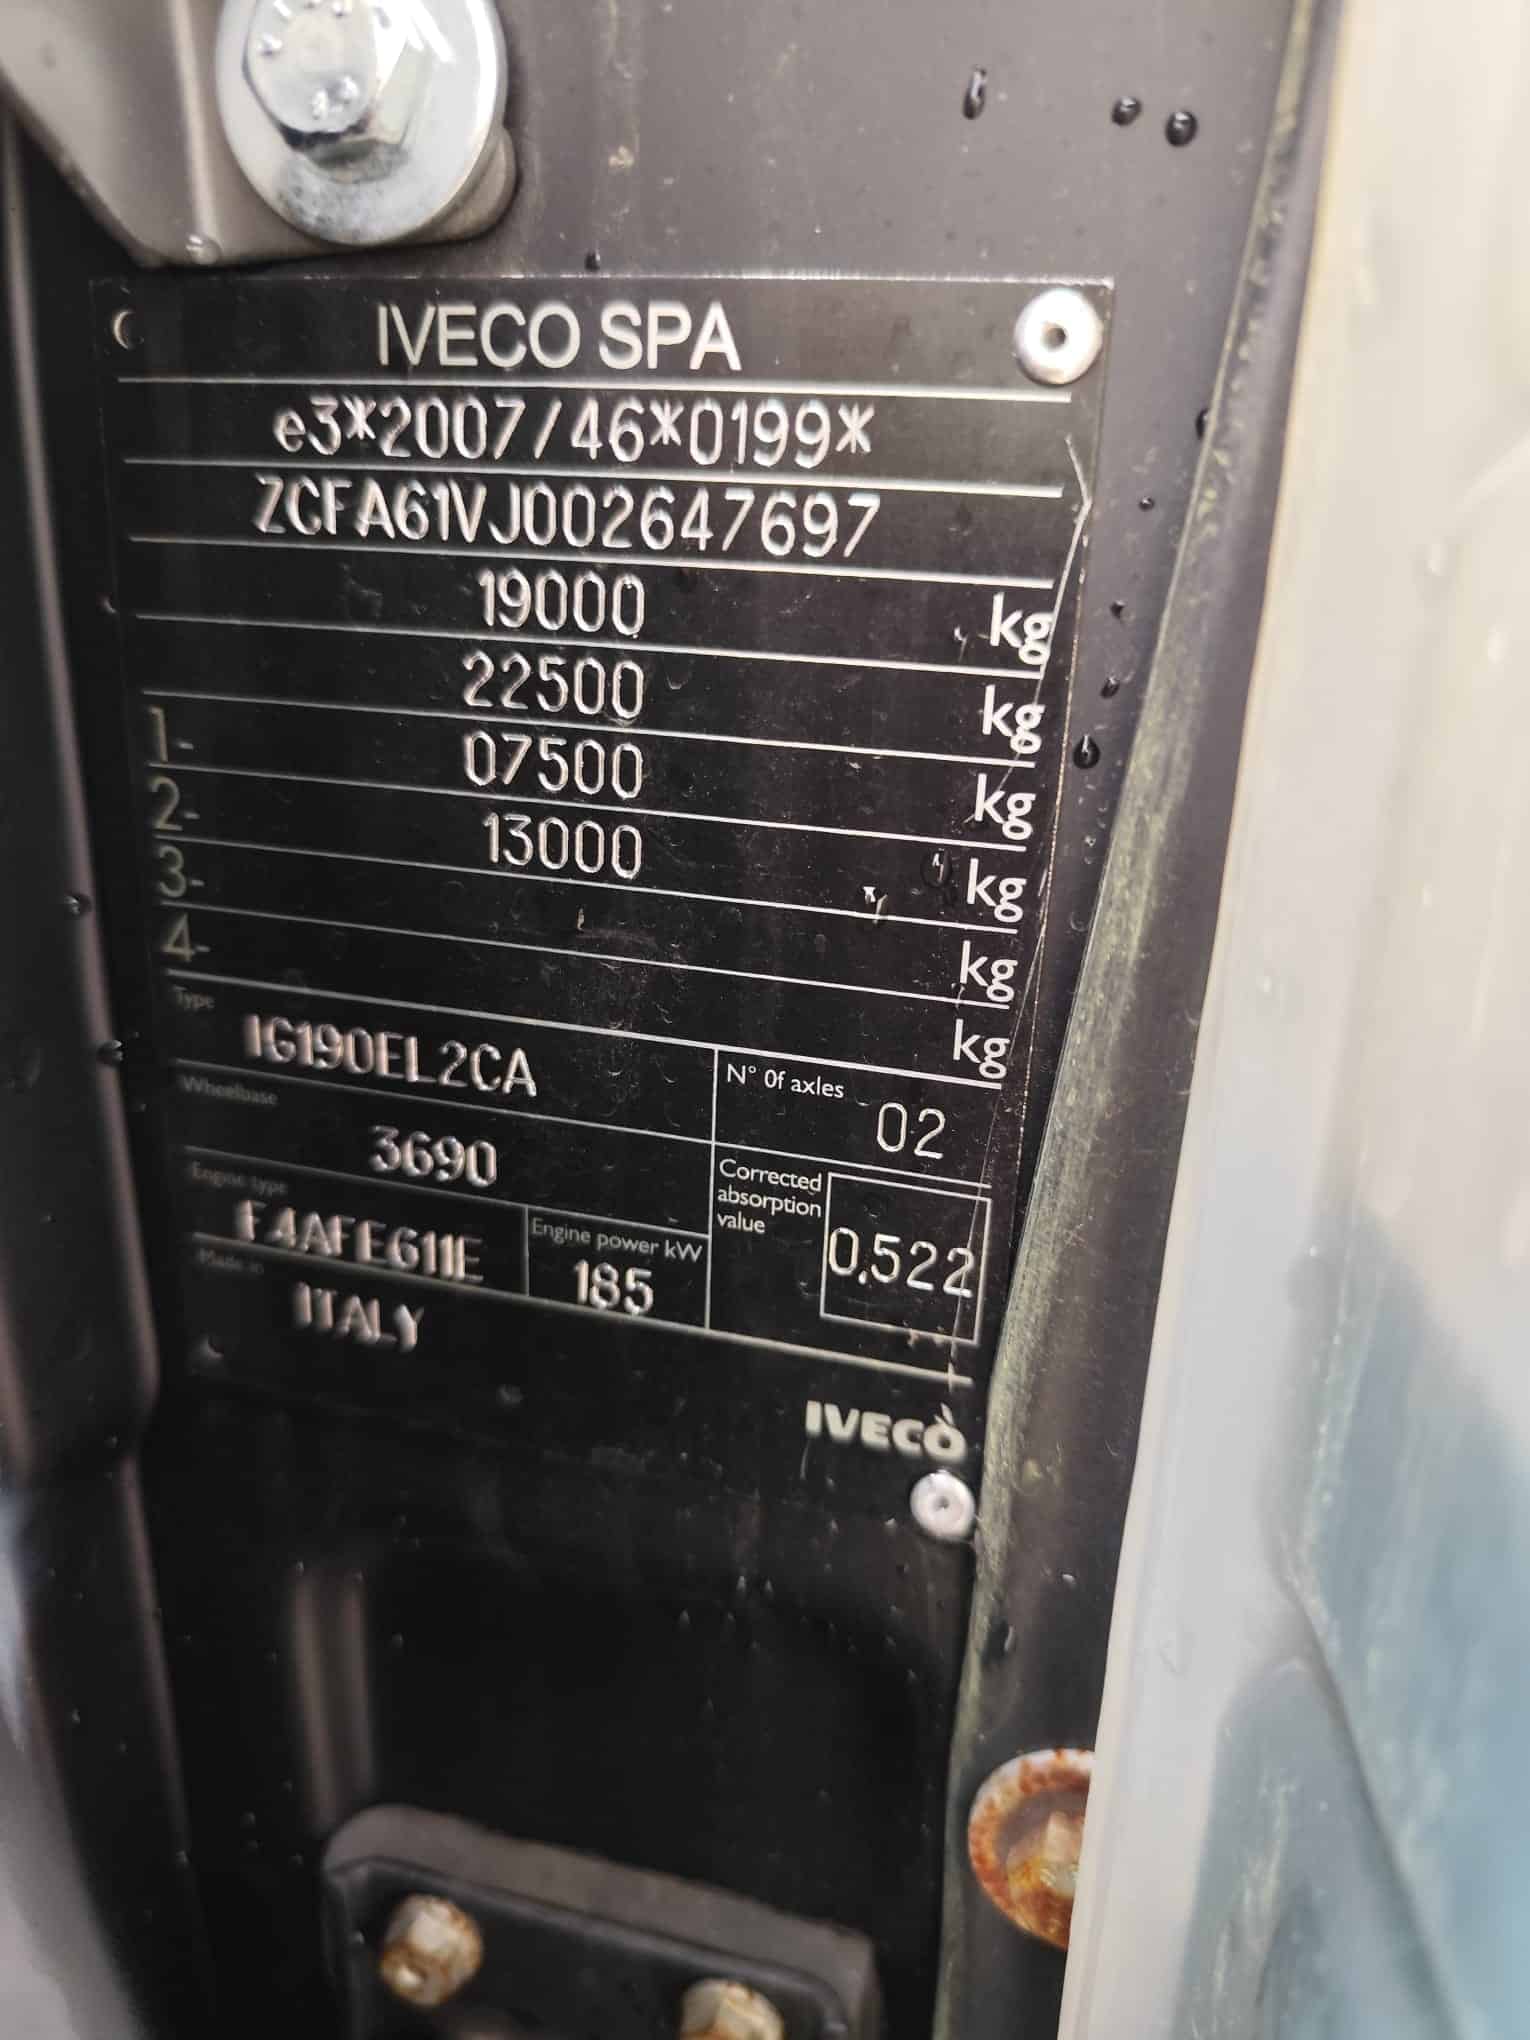 IVECO SPA
e3*2007/46*0199*
ZCFA61VJ002647697
19000 kg
22500 kg
1- 07500 kg
2- 13000 kg
3- kg
4- kg
Type IG190EL2CA
N° 0f axles 02
Wheelbase 3690
Corrected absorption value 0,522
Engine type F4AFE611E
Engine power kW 185
Made in ITALY
IVECO